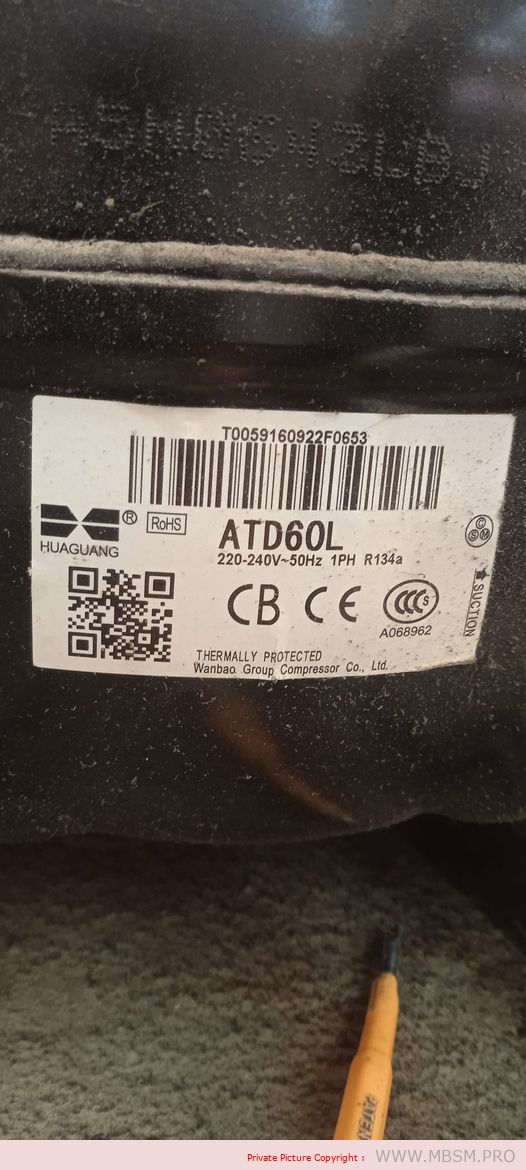 T0059160922F0653
HUAGUANG
®
RoHS
ATD60L
220-240V~50Hz 1PH R134a
CB CE CCC S
A068962
C
S M
SUCTION
THERMALLY PROTECTED
Wanbao Group Compressor Co., Ltd.
Private Picture Copyright : WWW.MBSM.PRO